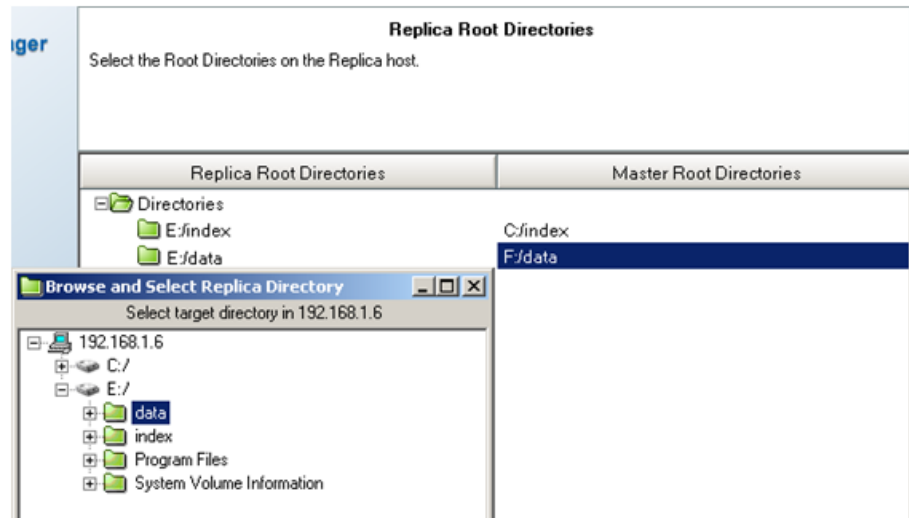 Replica Root Directories
ger
Select the Root Directories on the Replica host.
Replica Root Directories Master Root Directories
Directories
E:/index C:/index
E:/data F:/data
Browse and Select Replica Directory
Select target directory in 192.168.1.6
192.168.1.6
C:/
E:/
data
index
Program Files
System Volume Information